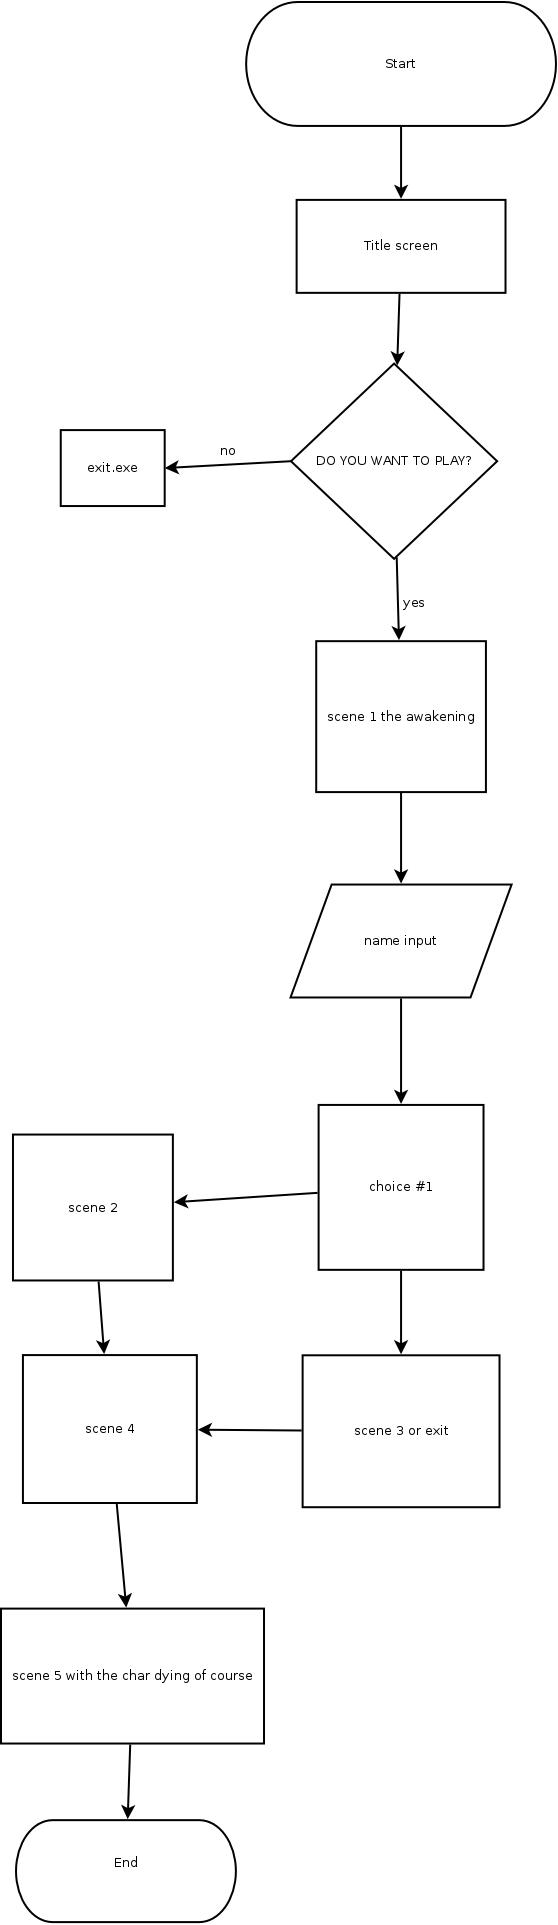 Start
Title screen
DO YOU WANT TO PLAY?
no
exit.exe
yes
scene 1 the awakening
name input
choice #1
scene 2
scene 3 or exit
scene 4
scene 5 with the char dying of course
End